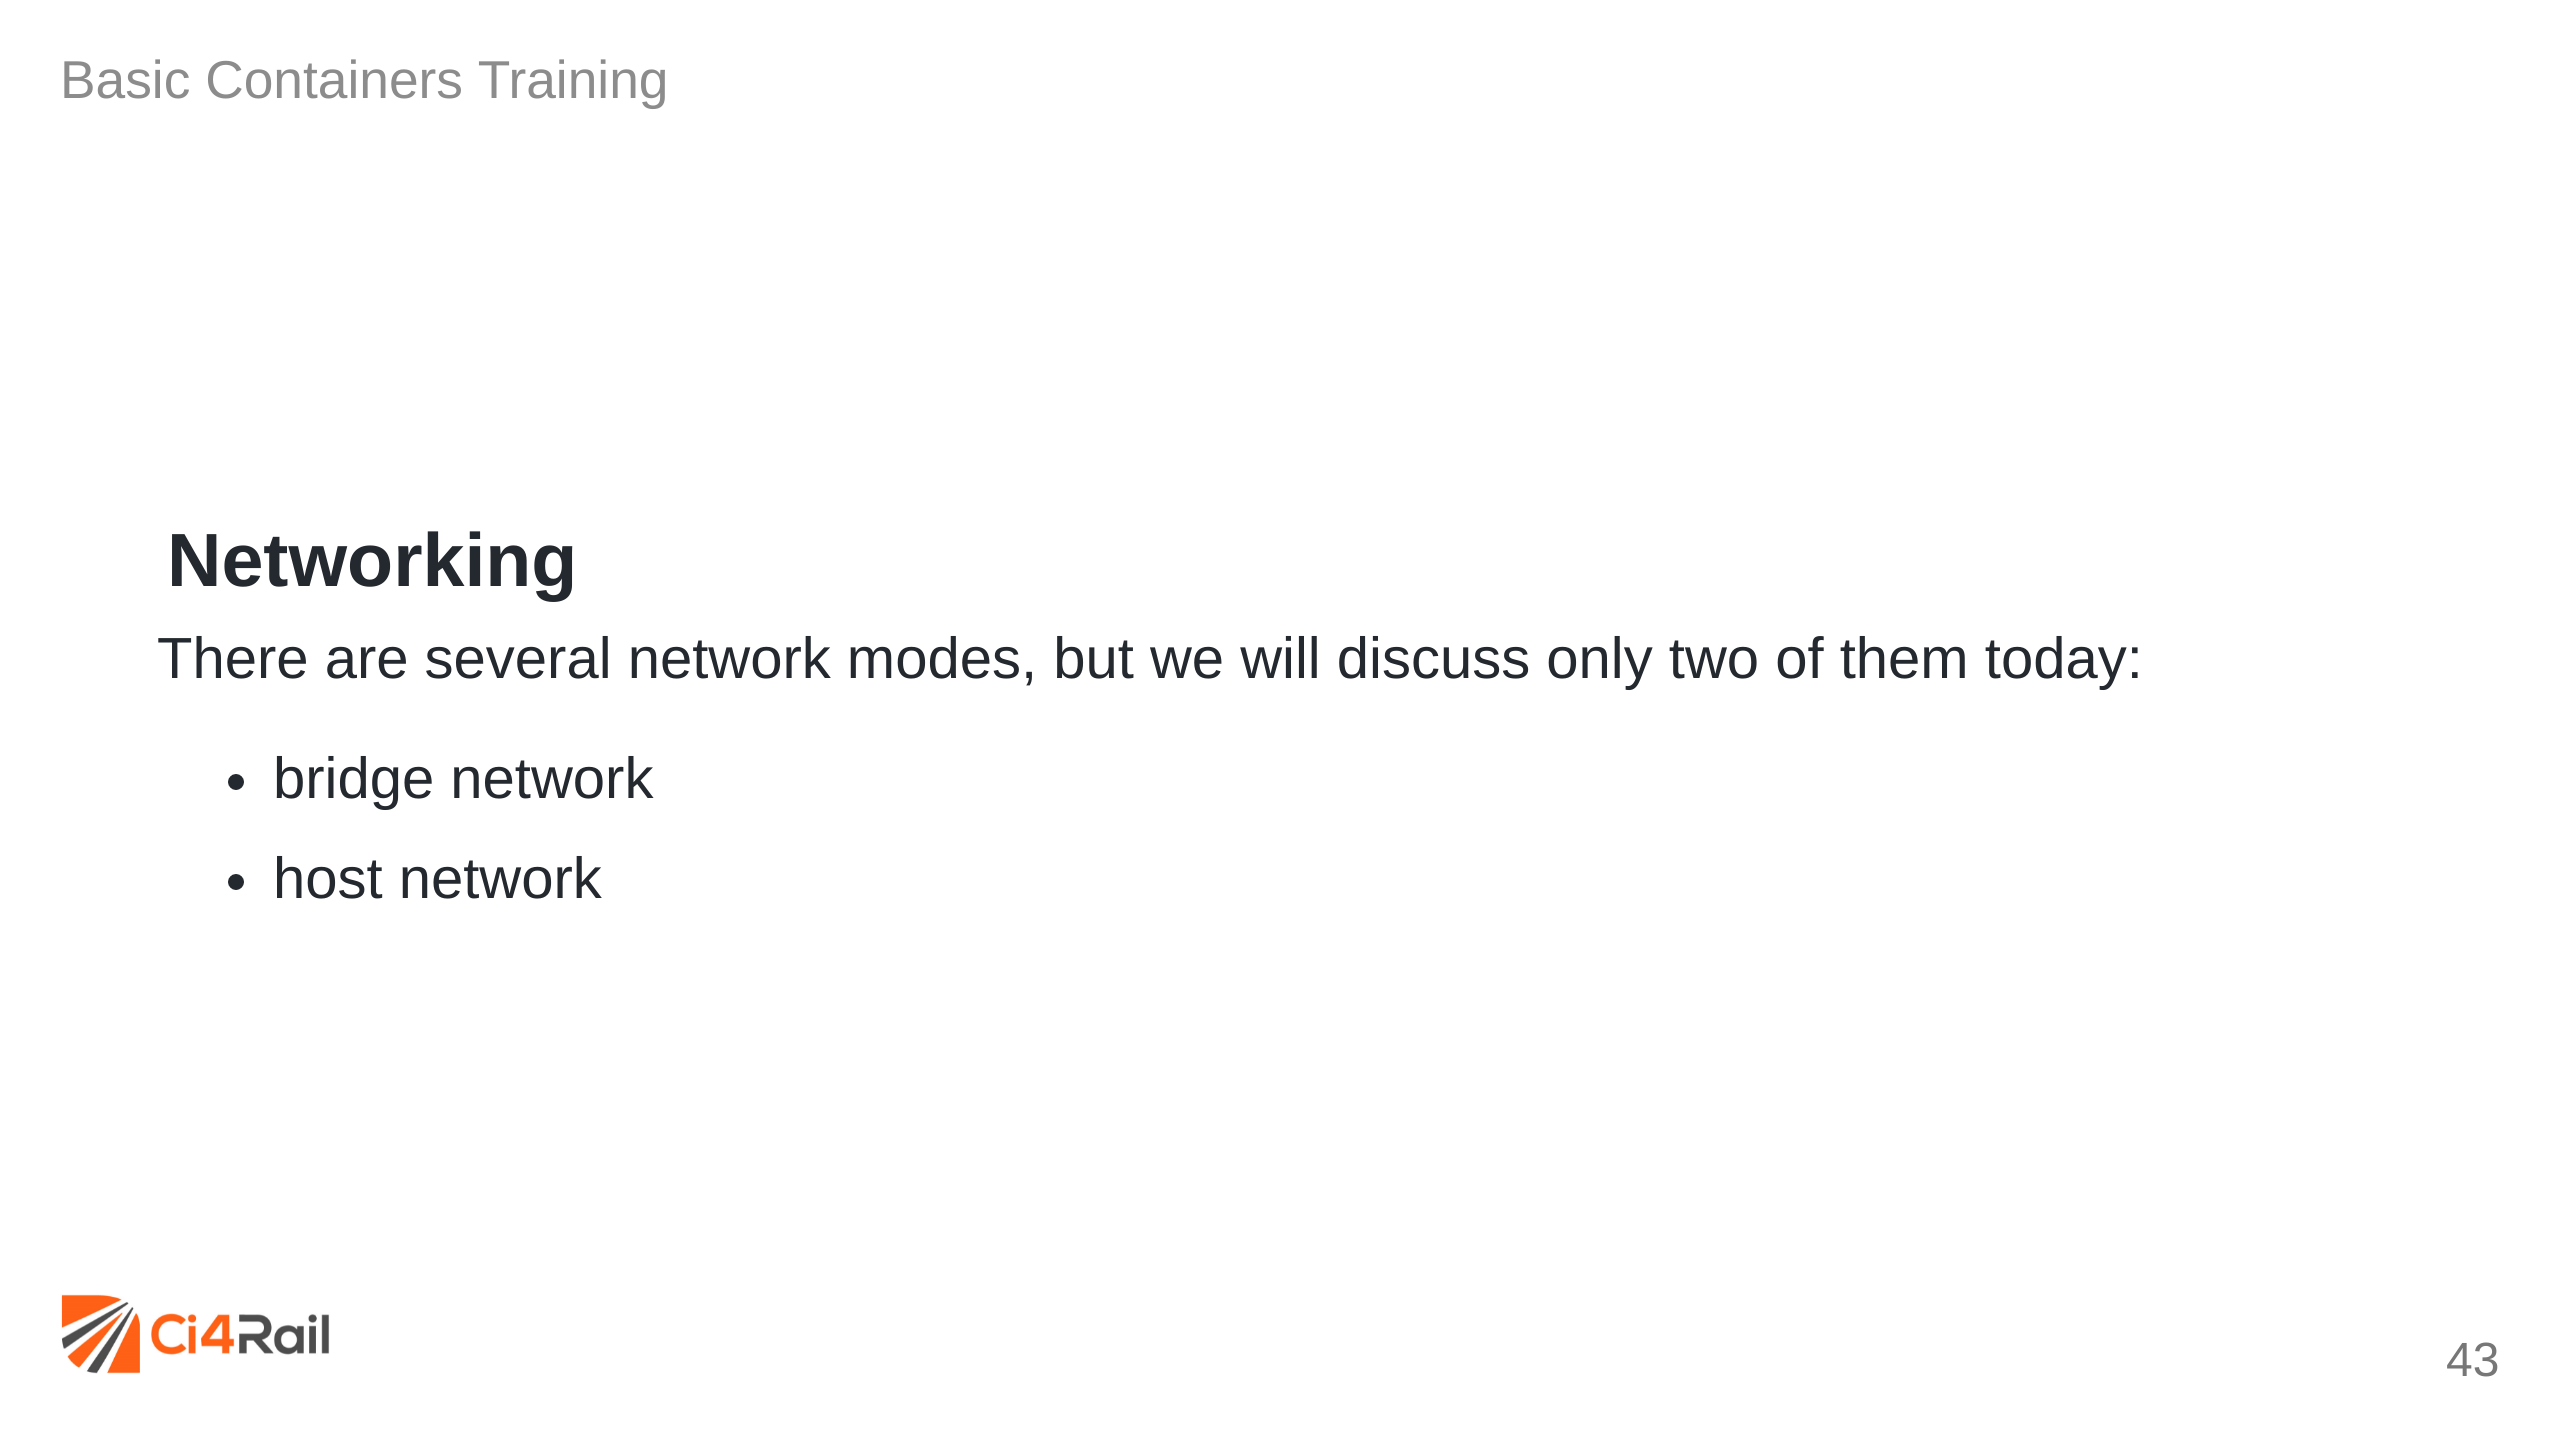 Basic Containers Training
Networking
There are several network modes, but we will discuss only two of them today:
• bridge network
• host network
Ci4Rail
43